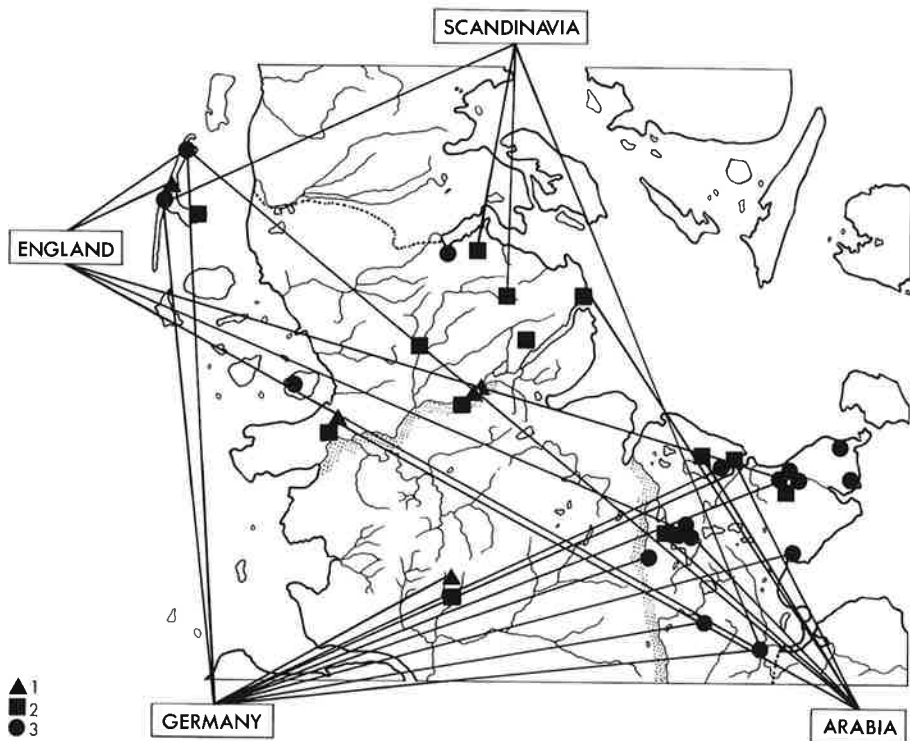 SCANDINAVIA
ENGLAND
GERMANY
ARABIA
1
2
3